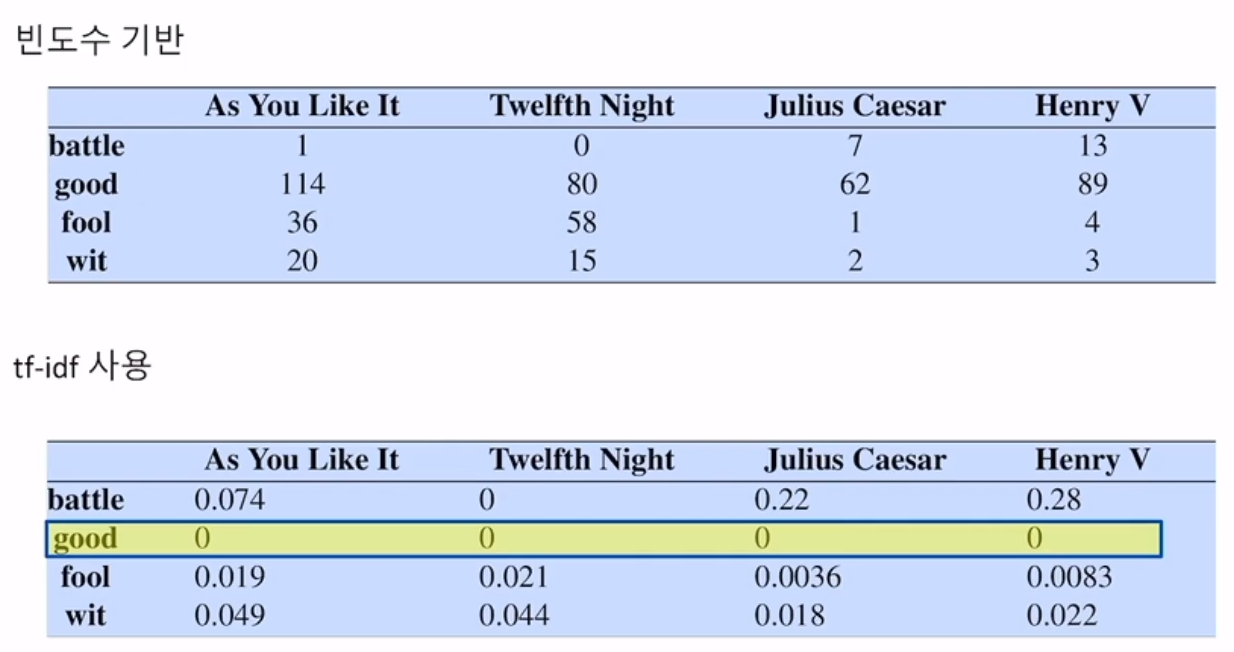 빈도수 기반
As You Like It Twelfth Night Julius Caesar Henry V
battle 1 0 7 13
good 114 80 62 89
fool 36 58 1 4
wit 20 15 2 3
tf-idf 사용
As You Like It Twelfth Night Julius Caesar Henry V
battle 0.074 0 0.22 0.28
good 0 0 0 0
fool 0.019 0.021 0.0036 0.0083
wit 0.049 0.044 0.018 0.022